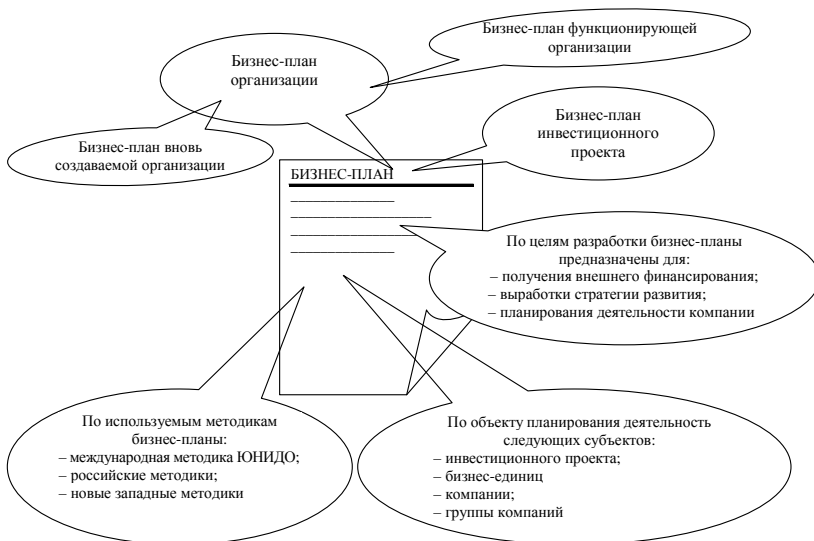 Бизнес-план функционирующей
организации
Бизнес-план
организации
Бизнес-план
инвестиционного
проекта
Бизнес-план вновь
создаваемой организации
БИЗНЕС-ПЛАН
По целям разработки бизнес-планы
предназначены для:
– получения внешнего финансирования;
– выработки стратегии развития;
– планирования деятельности компании
По используемым методикам
бизнес-планы:
– международная методика ЮНИДО;
– российские методики;
– новые западные методики
По объекту планирования деятельность
следующих субъектов:
– инвестиционного проекта;
– бизнес-единиц
– компании;
– группы компаний